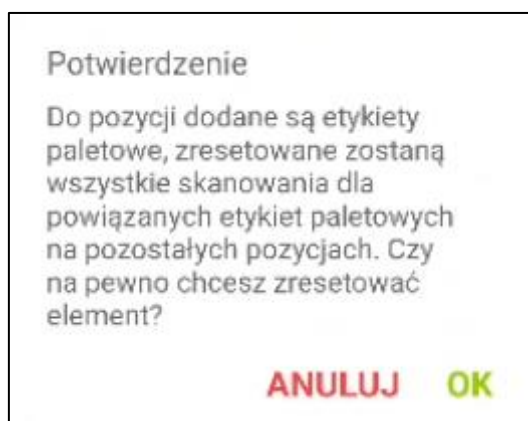 Potwierdzenie
Do pozycji dodane są etykiety
paletowe, zresetowane zostaną
wszystkie skanowania dla
powiązanych etykiet paletowych
na pozostałych pozycjach. Czy
na pewno chcesz zresetować
element?
ANULUJ OK